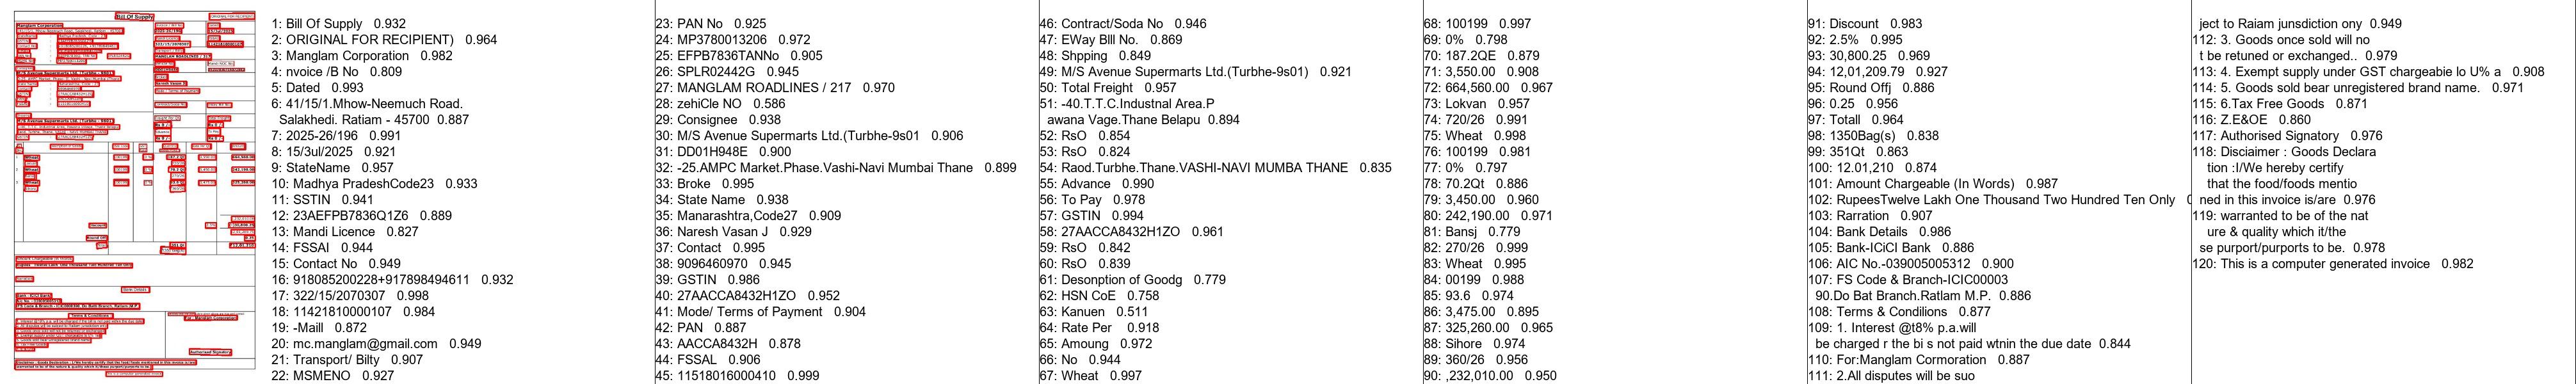 1: Bill Of Supply 0.932
2: ORIGINAL FOR RECIPIENT) 0.964
3: Manglam Corporation 0.982
4: nvoice /B No 0.809
5: Dated 0.993
6: 41/15/1.Mhow-Neemuch Road.
Salakhedi. Ratiam - 45700 0.887
7: 2025-26/196 0.991
8: 15/3ul/2025 0.921
9: StateName 0.957
10: Madhya PradeshCode23 0.933
11: SSTIN 0.941
12: 23AEFPB7836Q1Z6 0.889
13: Mandi Licence 0.827
14: FSSAI 0.944
15: Contact No 0.949
16: 918085200228+917898494611 0.932
17: 322/15/2070307 0.998
18: 11421810000107 0.984
19: -Maill 0.872
20: mc.manglam@gmail.com 0.949
21: Transport/ Bilty 0.907
22: MSMENO 0.927
23: PAN No 0.925
24: MP3780013206 0.972
25: EFPB7836TANNo 0.905
26: SPLR02442G 0.945
27: MANGLAM ROADLINES / 217 0.970
28: zehiCle NO 0.586
29: Consignee 0.938
30: M/S Avenue Supermarts Ltd.(Turbhe-9s01 0.906
31: DD01H948E 0.900
32: -25.AMPC Market.Phase.Vashi-Navi Mumbai Thane 0.899
33: Broke 0.995
34: State Name 0.938
35: Manarashtra,Code27 0.909
36: Naresh Vasan J 0.929
37: Contact 0.995
38: 9096460970 0.945
39: GSTIN 0.986
40: 27AACCA8432H1ZO 0.952
41: Mode/ Terms of Payment 0.904
42: PAN 0.887
43: AACCA8432H 0.878
44: FSSAL 0.906
45: 11518016000410 0.999
46: Contract/Soda No 0.946
47: EWay Blll No. 0.869
48: Shpping 0.849
49: M/S Avenue Supermarts Ltd.(Turbhe-9s01) 0.921
50: Total Freight 0.957
51: -40.T.T.C.Industnal Area.P
awana Vage.Thane Belapu 0.894
52: RsO 0.854
53: RsO 0.824
54: Raod.Turbhe.Thane.VASHI-NAVI MUMBA THANE 0.835
55: Advance 0.990
56: To Pay 0.978
57: GSTIN 0.994
58: 27AACCA8432H1ZO 0.961
59: RsO 0.842
60: RsO 0.839
61: Desonption of Goodg 0.779
62: HSN CoE 0.758
63: Kanuen 0.511
64: Rate Per 0.918
65: Amoung 0.972
66: No 0.944
67: Wheat 0.997
68: 100199 0.997
69: 0% 0.798
70: 187.2QE 0.879
71: 3,550.00 0.908
72: 664,560.00 0.967
73: Lokvan 0.957
74: 720/26 0.991
75: Wheat 0.998
76: 100199 0.981
77: 0% 0.797
78: 70.2Qt 0.886
79: 3,450.00 0.960
80: 242,190.00 0.971
81: Bansj 0.779
82: 270/26 0.999
83: Wheat 0.995
84: 00199 0.988
85: 93.6 0.974
86: 3,475.00 0.895
87: 325,260.00 0.965
88: Sihore 0.974
89: 360/26 0.956
90: ,232,010.00 0.950
91: Discount 0.983
92: 2.5% 0.995
93: 30,800.25 0.969
94: 12,01,209.79 0.927
95: Round Offj 0.886
96: 0.25 0.956
97: Totall 0.964
98: 1350Bag(s) 0.838
99: 351Qt 0.863
100: 12.01,210 0.874
101: Amount Chargeable (In Words) 0.987
102: RupeesTwelve Lakh One Thousand Two Hundred Ten Only
103: Rarration 0.907
104: Bank Details 0.986
105: Bank-ICiCI Bank 0.886
106: AIC No.-039005005312 0.900
107: FS Code & Branch-ICIC00003
90.Do Bat Branch.Ratlam M.P. 0.886
108: Terms & Condilions 0.877
109: 1. Interest @t8% p.a.will
be charged r the bi s not paid wtnin the due date 0.844
110: For:Manglam Cormoration 0.887
111: 2.All disputes will be suo
ject to Raiam junsdiction ony 0.949
112: 3. Goods once sold will no
t be retuned or exchanged.. 0.979
113: 4. Exempt supply under GST chargeabie lo U% a 0.908
114: 5. Goods sold bear unregistered brand name. 0.971
115: 6.Tax Free Goods 0.871
116: Z.E&OE 0.860
117: Authorised Signatory 0.976
118: Disciaimer : Goods Declara
tion :I/We hereby certify
that the food/foods mentio
ned in this invoice is/are 0.976
119: warranted to be of the nat
ure & quality which it/the
se purport/purports to be. 0.978
120: This is a computer generated invoice 0.982